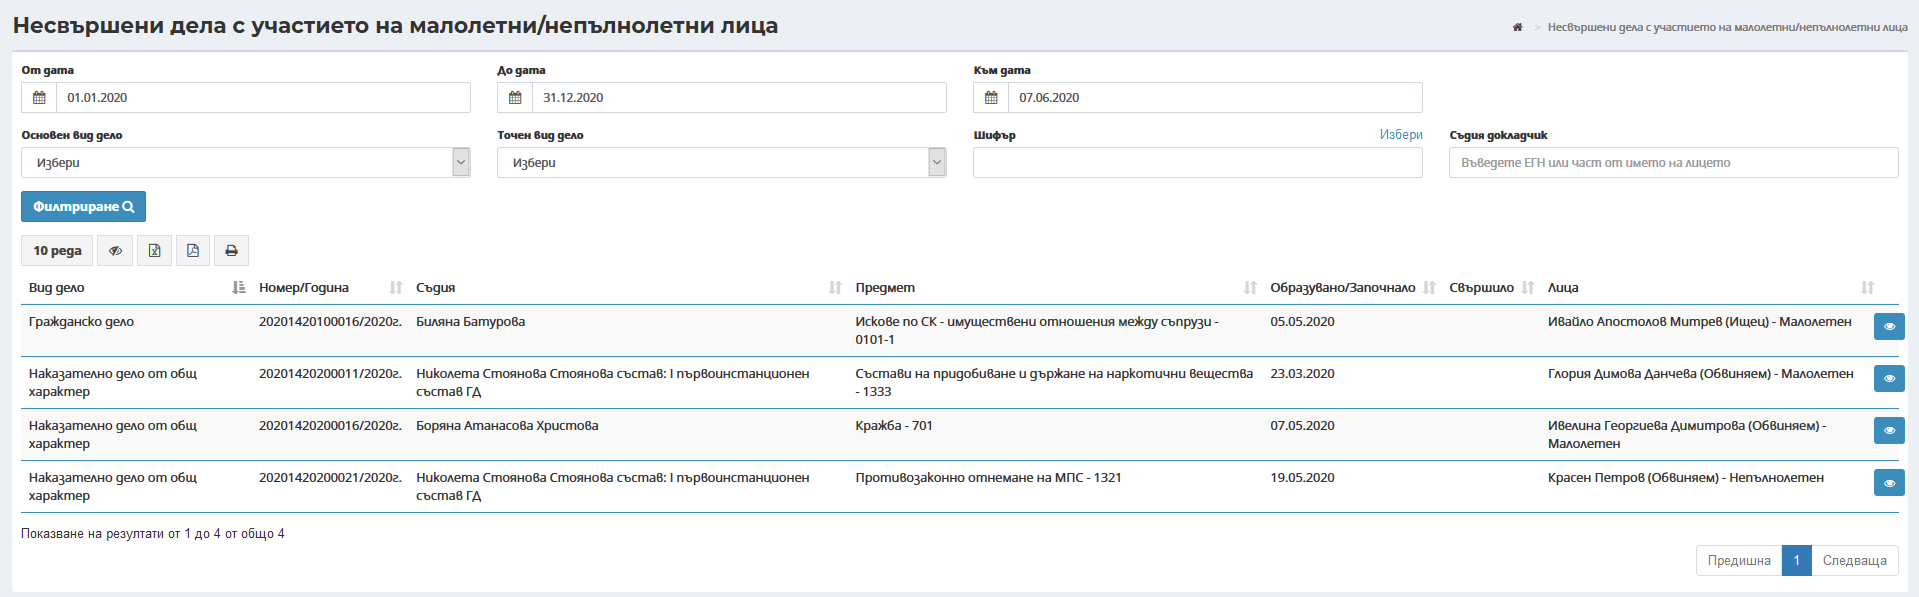 Несвършени дела с участието на малолетни/непълнолетни лица
> Несвършени дела с участието на малолетни/непълнолетни лица
От дата До дата Към дата
01.01.2020 31.12.2020 07.06.2020
Основен вид дело Точен вид дело Шифър Избери Съдия докладчик
Избери Избери Въведете ЕГН или част от името на лицето
Филтриране
10 реда
Вид дело Номер/Година Съдия Предмет Образувано/Започнало Свършило Лица
Гражданско дело 20201420100016/2020г. Биляна Батурова Искове по СК - имуществени отношения между съпрузи - 05.05.2020 Ивайло Апостолов Митрев (Ищец) - Малолетен
0101-1
Наказателно дело от общ 20201420200011/2020г. Николета Стоянова Стоянова състав: I първоинстанционен Състави на придобиване и държане на наркотични вещества 23.03.2020 Глория Димова Данчева (Обвиняем) - Малолетен
характер състав ГД - 1333
Наказателно дело от общ 20201420200016/2020г. Боряна Атанасова Христова Кражба - 701 07.05.2020 Ивелина Георгиева Димитрова (Обвиняем) -
характер Малолетен
Наказателно дело от общ 20201420200021/2020г. Николета Стоянова Стоянова състав: I първоинстанционен Противозаконно отнемане на МПС - 1321 19.05.2020 Красен Петров (Обвиняем) - Непълнолетен
характер състав ГД
Показване на резултати от 1 до 4 от общо 4
Предишна 1 Следваща